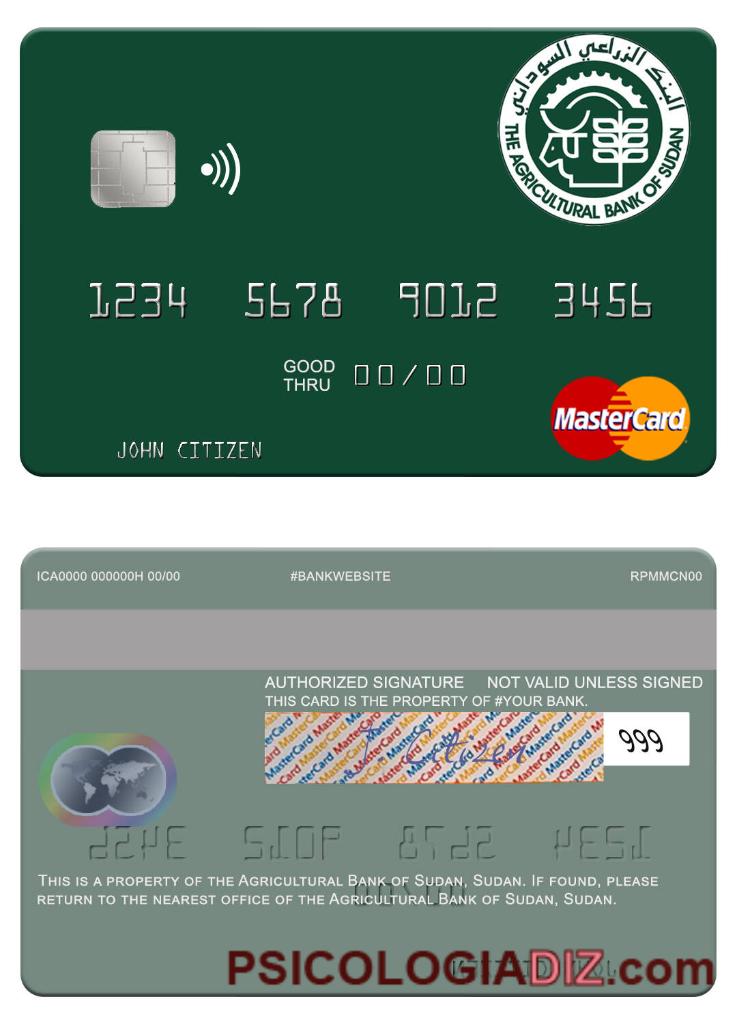 البنك الزراعي السوداني
THE AGRICULTURAL BANK OF SUDAN
1234 5678 9012 3456
GOOD THRU 00/00
MasterCard
JOHN CITIZEN
ICA0000 000000H 00/00 #BANKWEBSITE RPMMCN00
AUTHORIZED SIGNATURE NOT VALID UNLESS SIGNED
THIS CARD IS THE PROPERTY OF #YOUR BANK.
MasterCard
J. Citizen
999
THIS IS A PROPERTY OF THE AGRICULTURAL BANK OF SUDAN, SUDAN. IF FOUND, PLEASE
RETURN TO THE NEAREST OFFICE OF THE AGRICULTURAL BANK OF SUDAN, SUDAN.
PSICOLOGIADIZ.com